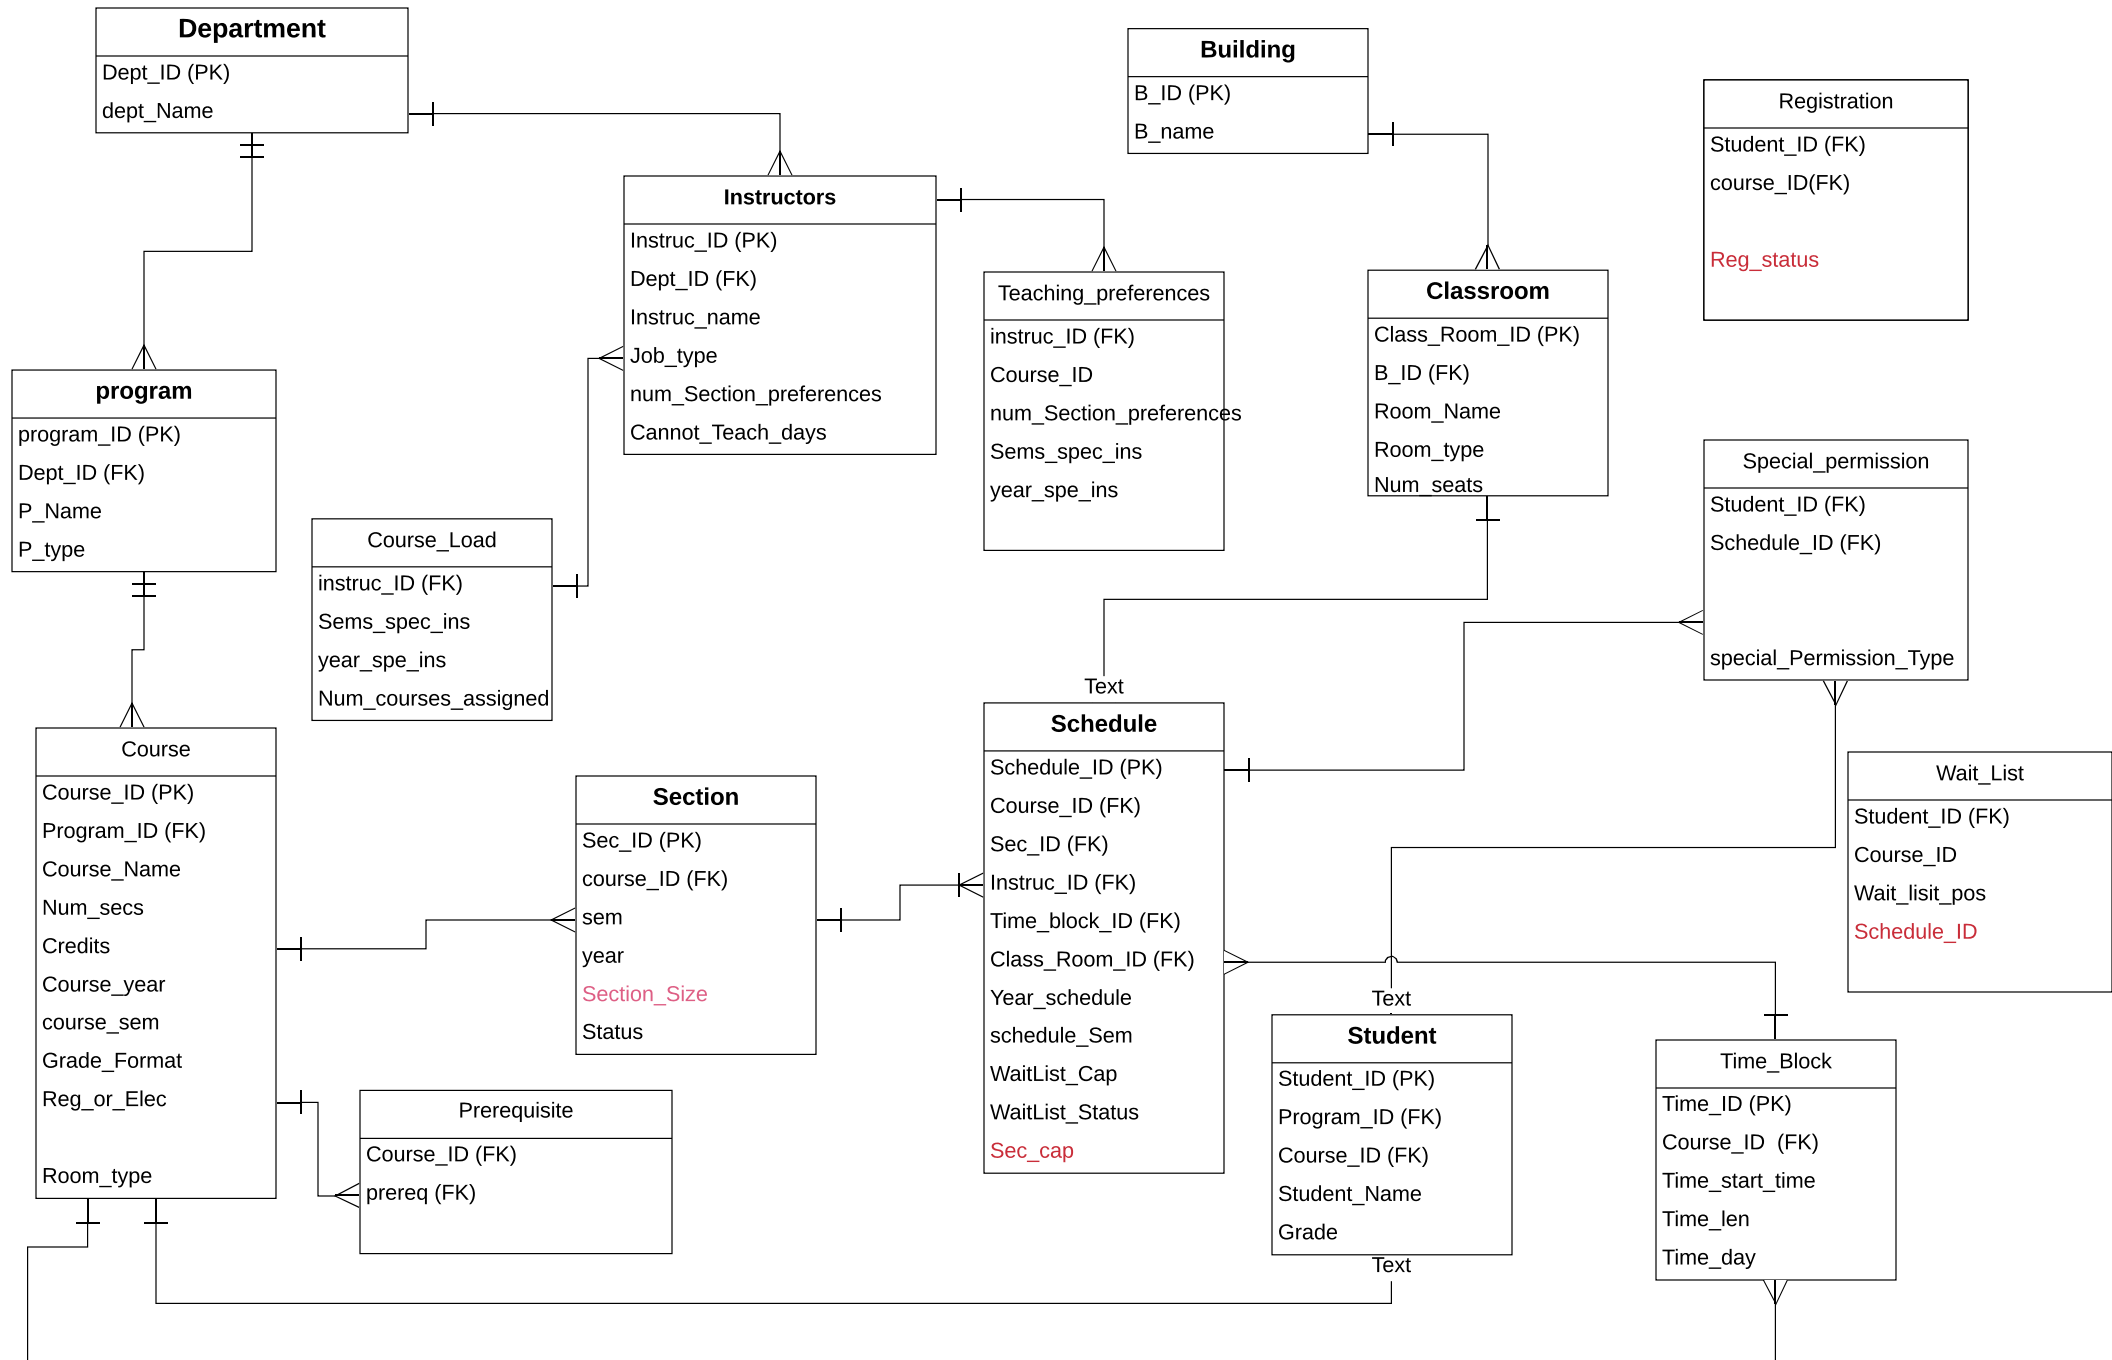 Department
Dept_ID (PK)
dept_Name
Building
B_ID (PK)
B_name
Registration
Student_ID (FK)
course_ID(FK)
Reg_status
Instructors
Instruc_ID (PK)
Dept_ID (FK)
Instruc_name
Job_type
num_Section_preferences
Cannot_Teach_days
Teaching_preferences
instruc_ID (FK)
Course_ID
num_Section_preferences
Sems_spec_ins
year_spe_ins
Classroom
Class_Room_ID (PK)
B_ID (FK)
Room_Name
Room_type
Num_seats
program
program_ID (PK)
Dept_ID (FK)
P_Name
P_type
Special_permission
Student_ID (FK)
Schedule_ID (FK)
special_Permission_Type
Course_Load
instruc_ID (FK)
Sems_spec_ins
year_spe_ins
Num_courses_assigned
Text
Schedule
Schedule_ID (PK)
Course_ID (FK)
Sec_ID (FK)
Instruc_ID (FK)
Time_block_ID (FK)
Class_Room_ID (FK)
Year_schedule
schedule_Sem
WaitList_Cap
WaitList_Status
Sec_cap
Course
Course_ID (PK)
Program_ID (FK)
Course_Name
Num_secs
Credits
Course_year
course_sem
Grade_Format
Reg_or_Elec
Room_type
Section
Sec_ID (PK)
course_ID (FK)
sem
year
Section_Size
Status
Wait_List
Student_ID (FK)
Course_ID
Wait_lisit_pos
Schedule_ID
Text
Student
Student_ID (PK)
Program_ID (FK)
Course_ID (FK)
Student_Name
Grade
Text
Time_Block
Time_ID (PK)
Course_ID  (FK)
Time_start_time
Time_len
Time_day
Prerequisite
Course_ID (FK)
prereq (FK)